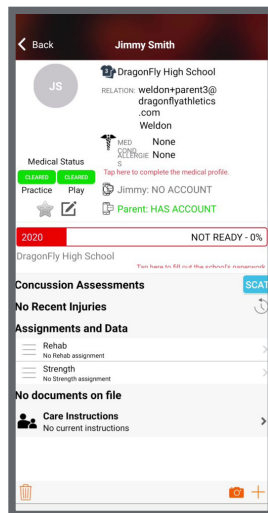 Back
Jimmy Smith
JS
DragonFly High School
RELATION: weldon+parent3@
dragonflyathletics
.com
Weldon
MED None
COND
ALLERGIE None
S
Medical Status
Tap here to complete the medical profile.
CLEARED CLEARED
Practice Play
Jimmy: NO ACCOUNT
Parent: HAS ACCOUNT
2020 NOT READY - 0%
DragonFly High School
Tap here to fill out the school's paperwork
Concussion Assessments SCAT
No Recent Injuries
Assignments and Data
Rehab
No Rehab assignment
Strength
No Strength assignment
No documents on file
Care Instructions
No current instructions